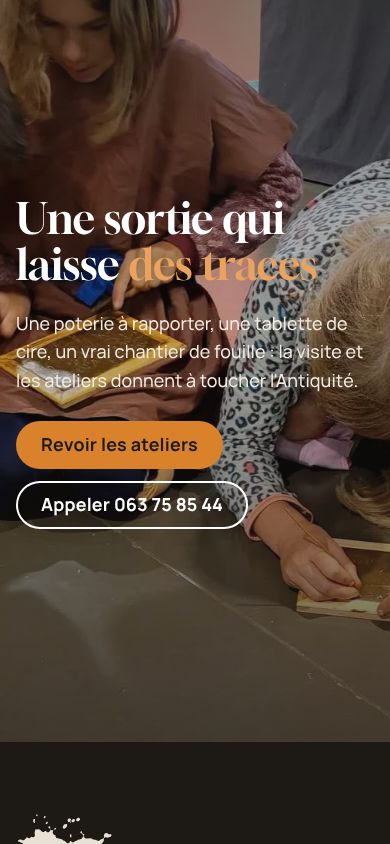 Une sortie qui
laisse des traces
Une poterie à rapporter, une tablette de
cire, un vrai chantier de fouille : la visite et
les ateliers donnent à toucher l'Antiquité.
Revoir les ateliers
Appeler 063 75 85 44